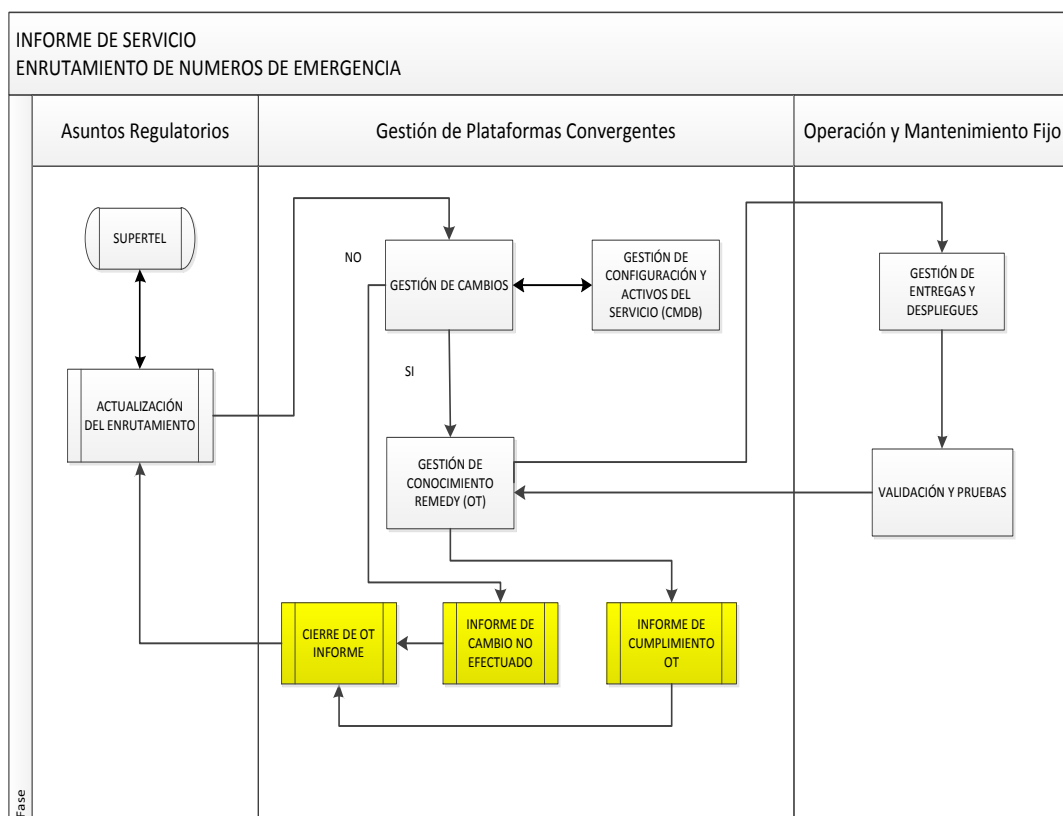 INFORME DE SERVICIO
ENRUTAMIENTO DE NUMEROS DE EMERGENCIA
Asuntos Regulatorios
Gestión de Plataformas Convergentes
Operación y Mantenimiento Fijo
SUPERTEL
NO
GESTIÓN DE CAMBIOS
GESTIÓN DE
CONFIGURACIÓN Y
ACTIVOS DEL
SERVICIO (CMDB)
GESTIÓN DE
ENTREGAS Y
DESPLIEGUES
SI
ACTUALIZACIÓN
DEL ENRUTAMIENTO
GESTIÓN DE
CONOCIMIENTO
REMEDY (OT)
VALIDACIÓN Y PRUEBAS
CIERRE DE OT
INFORME
INFORME DE
CAMBIO NO
EFECTUADO
INFORME DE
CUMPLIMIENTO
OT
Fase